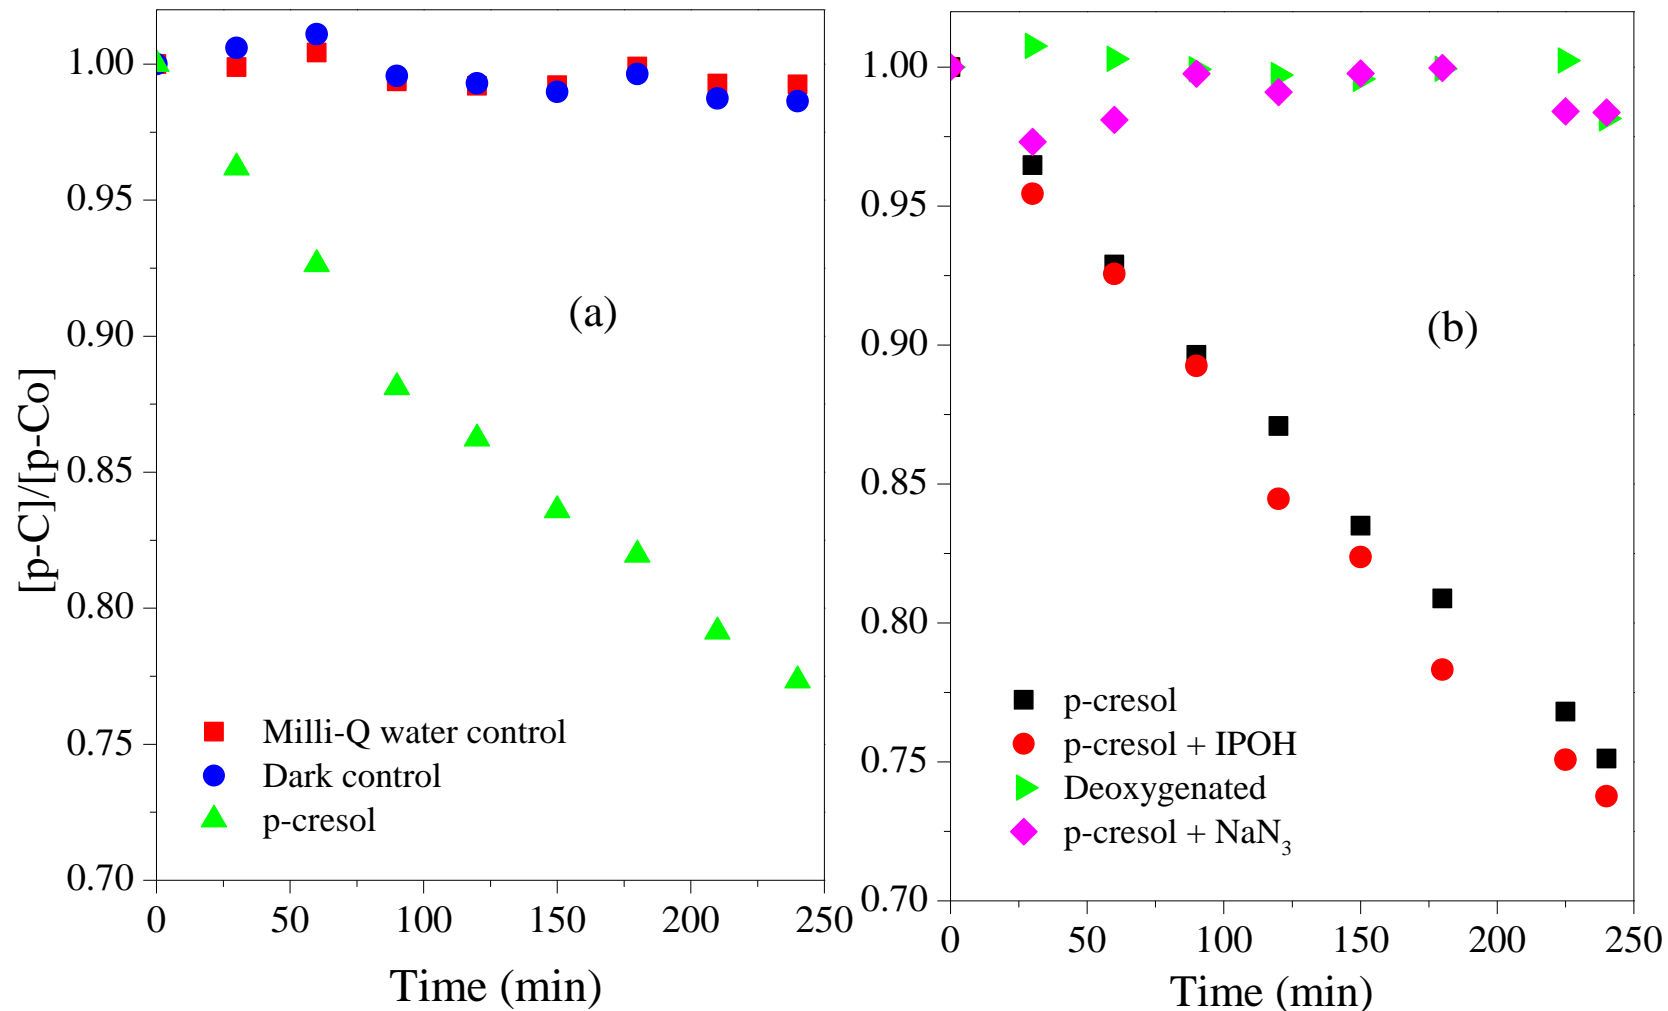 [p-C]/[p-Co]
1.00
0.95
0.90
0.85
0.80
0.75
0.70
(a)
Milli-Q water control
Dark control
p-cresol
0 50 100 150 200 250
Time (min)
1.00
0.95
0.90
0.85
0.80
0.75
0.70
(b)
p-cresol
p-cresol + IPOH
Deoxygenated
p-cresol + NaN₃
0 50 100 150 200 250
Time (min)